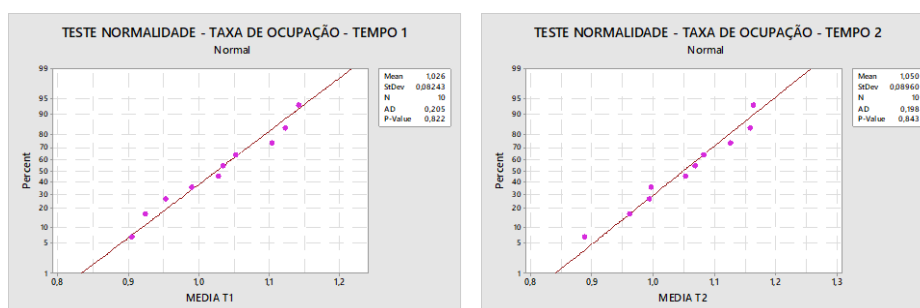 TESTE NORMALIDADE - TAXA DE OCUPAÇÃO - TEMPO 1
Normal
99
95
90
80
70
60
50
40
30
20
10
5
1
Percent
0,8
0,9
1,0
1,1
1,2
MEDIA T1
Mean 1,026
StDev 0,08243
N 10
AD 0,205
P-Value 0,822
TESTE NORMALIDADE - TAXA DE OCUPAÇÃO - TEMPO 2
Normal
99
95
90
80
70
60
50
40
30
20
10
5
1
Percent
0,8
0,9
1,0
1,1
1,2
1,3
MEDIA T2
Mean 1,050
StDev 0,08960
N 10
AD 0,198
P-Value 0,843